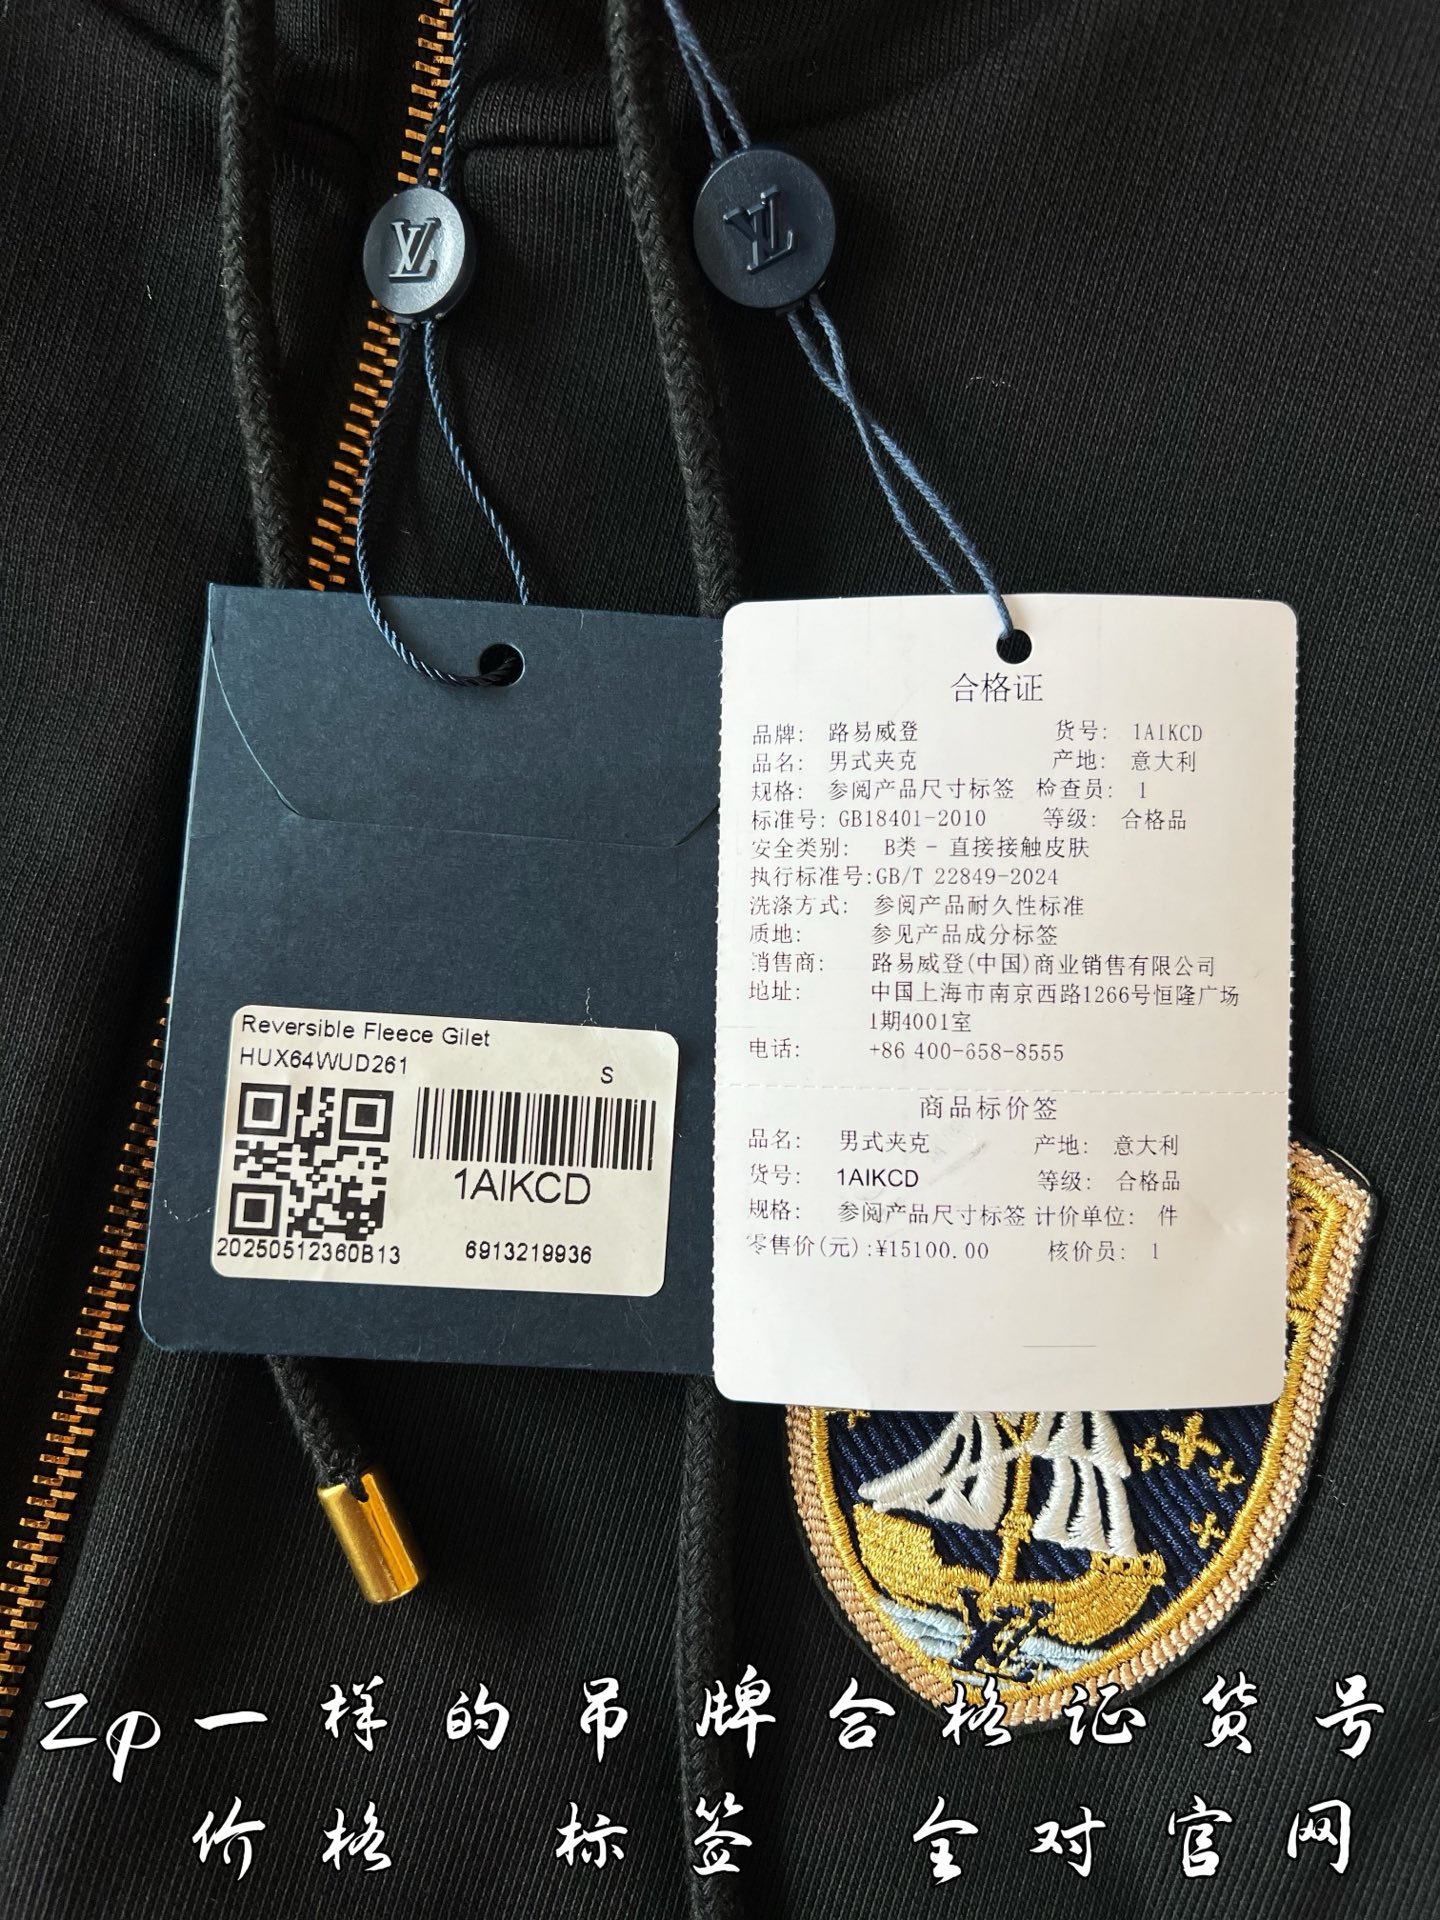 合格证
品牌: 路易威登 货号: 1A1KCD
品名: 男式夹克 产地: 意大利
规格: 参阅产品尺寸标签 检查员: 1
标准号: GB18401-2010 等级: 合格品
安全类别: B类 - 直接接触皮肤
执行标准号:GB/T 22849-2024
洗涤方式: 参阅产品耐久性标准
质地: 参见产品成分标签
销售商: 路易威登(中国)商业销售有限公司
地址: 中国上海市南京西路1266号恒隆广场
1期4001室
电话: +86 400-658-8555
商品标价签
品名: 男式夹克 产地: 意大利
货号: 1AIKCD 等级: 合格品
规格: 参阅产品尺寸标签 计价单位: 件
零售价(元):¥15100.00 核价员: 1
Reversible Fleece Gilet
HUX64WUD261
S
1AIKCD
20250512360B13 6913219936
LV
LV
LV
Zp一样的吊牌合格证货号
价格 标签 全对官网